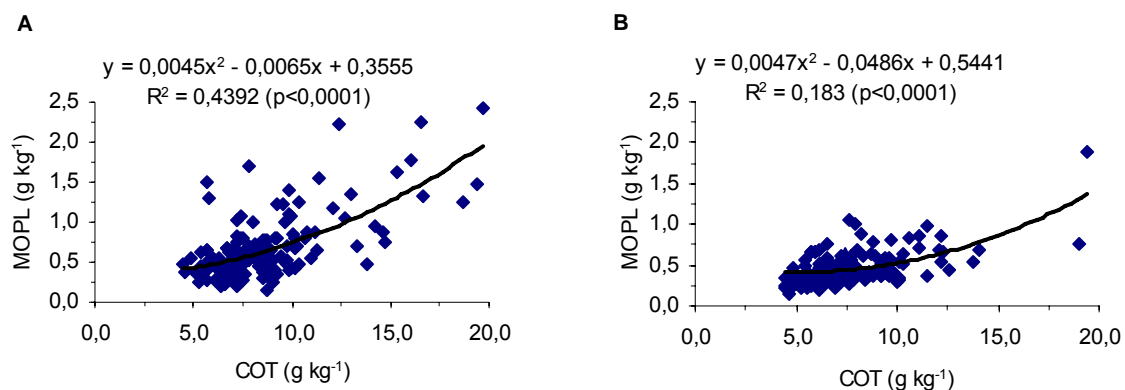 A
y = 0,0045x² - 0,0065x + 0,3555
R² = 0,4392 (p<0,0001)
MOPL (g kg⁻¹)
2,5
2,0
1,5
1,0
0,5
0,0
0,0 5,0 10,0 15,0 20,0
COT (g kg⁻¹)
B
y = 0,0047x² - 0,0486x + 0,5441
R² = 0,183 (p<0,0001)
MOPL (g kg⁻¹)
2,5
2,0
1,5
1,0
0,5
0,0
0,0 5,0 10,0 15,0 20,0
COT (g kg⁻¹)